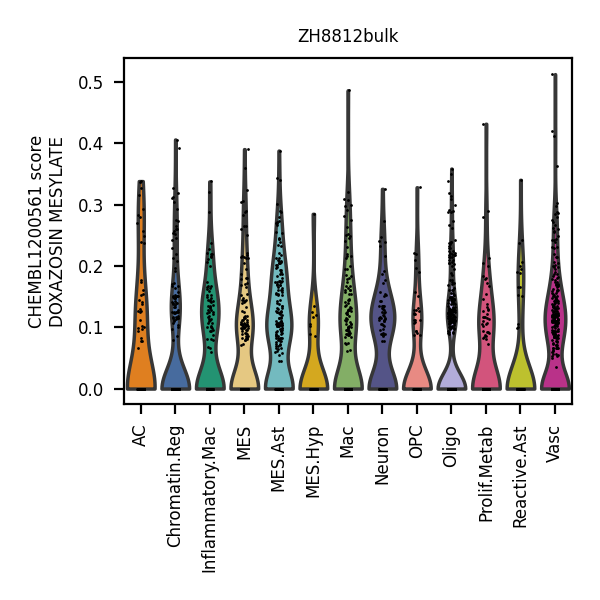 ZH8812bulk
CHEMBL1200561 score
DOXAZOSIN MESYLATE
0.5
0.4
0.3
0.2
0.1
0.0
AC
Chromatin.Reg
Inflammatory.Mac
MES
MES.Ast
MES.Hyp
Mac
Neuron
OPC
Oligo
Prolif.Metab
Reactive.Ast
Vasc